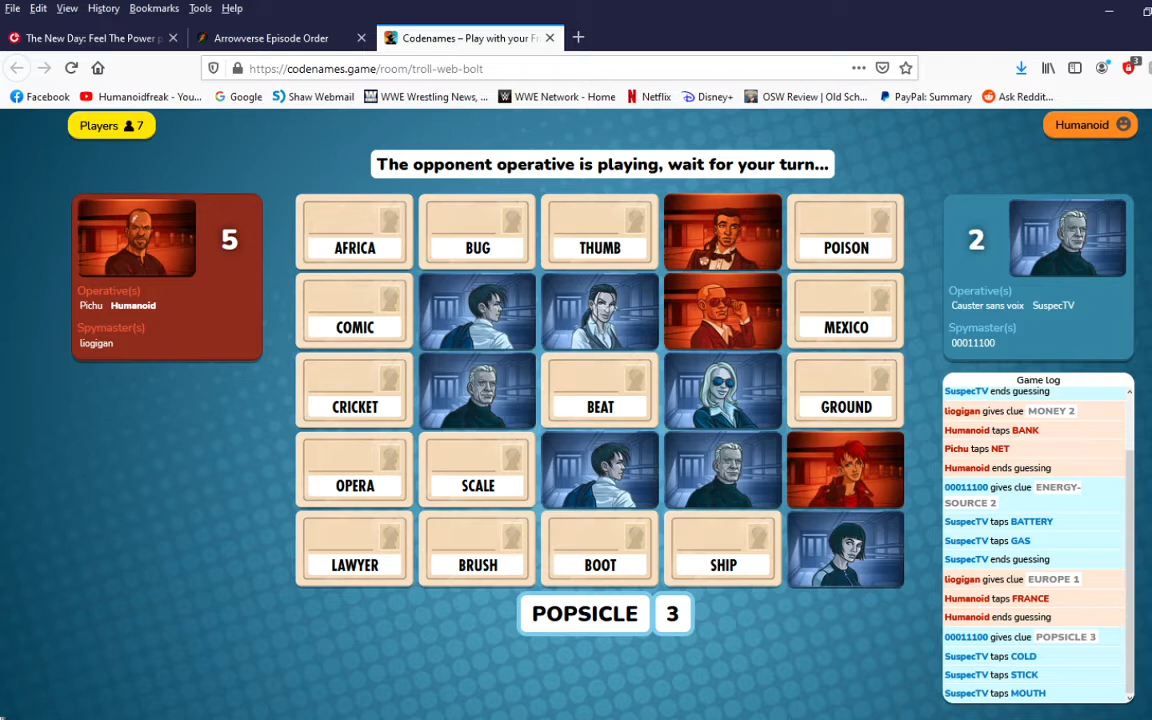 File Edit View History Bookmarks Tools Help
The New Day: Feel The Power p
Arrowverse Episode Order
Codenames – Play with your Fr
https://codenames.game/room/troll-web-bolt
3
Facebook
Humanoidfreak - You...
Google
Shaw Webmail
WWE Wrestling News, ...
WWE Network - Home
Netflix
Disney+
OSW Review | Old Sch...
PayPal: Summary
Ask Reddit...
Players 7
Humanoid
The opponent operative is playing, wait for your turn...
5
Operative(s)
Pichu Humanoid
Spymaster(s)
liogigan
AFRICA BUG THUMB POISON
COMIC MEXICO
CRICKET BEAT GROUND
OPERA SCALE
LAWYER BRUSH BOOT SHIP
POPSICLE 3
2
Operative(s)
Causter sans voix SuspecTV
Spymaster(s)
00011100
Game log
SuspecTV ends guessing
liogigan gives clue MONEY 2
Humanoid taps BANK
Pichu taps NET
Humanoid ends guessing
00011100 gives clue ENERGY-
SOURCE 2
SuspecTV taps BATTERY
SuspecTV taps GAS
SuspecTV ends guessing
liogigan gives clue EUROPE 1
Humanoid taps FRANCE
Humanoid ends guessing
00011100 gives clue POPSICLE 3
SuspecTV taps COLD
SuspecTV taps STICK
SuspecTV taps MOUTH